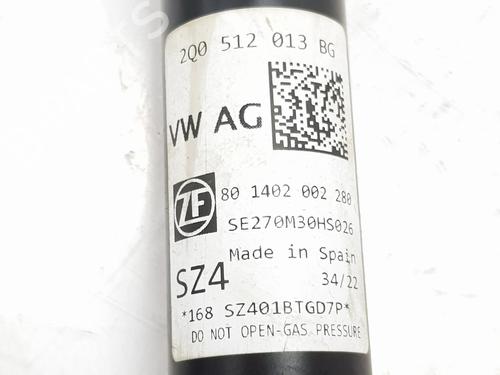 2Q0 512 013 BG
VW AG
ZF
80 1402 002 280
SE270M30HS026
Made in Spain
SZ4
34/22
*168 SZ401BTGD7P*
DO NOT OPEN-GAS PRESSURE